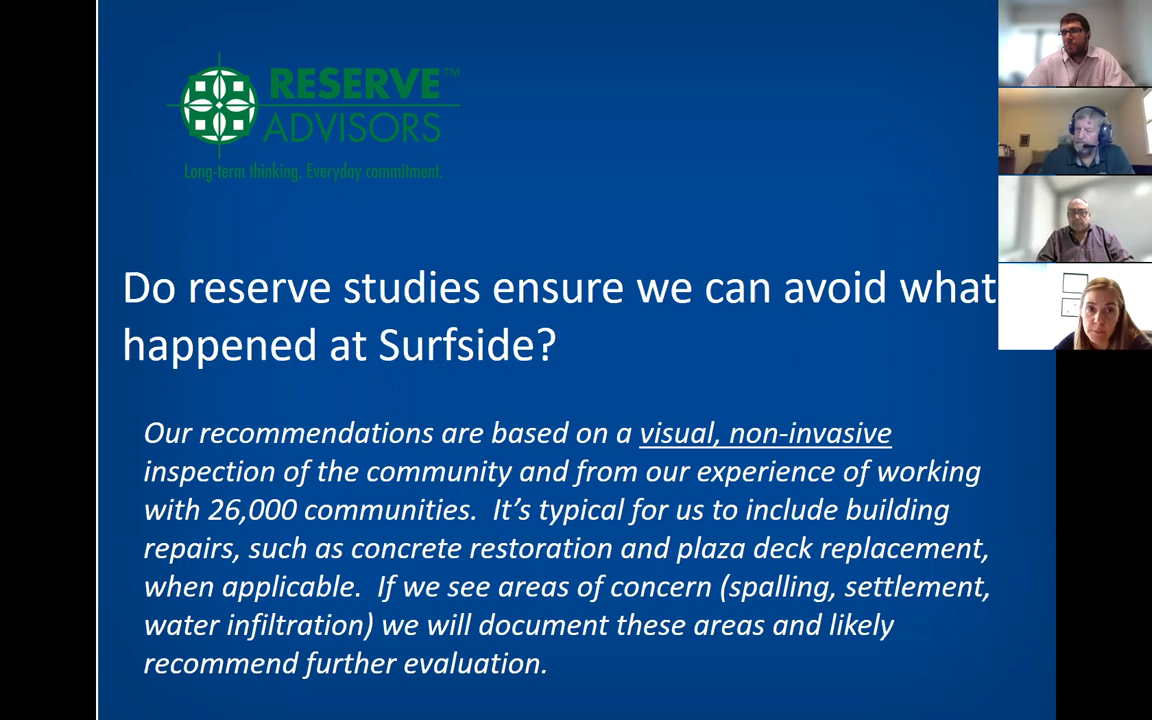 RESERVE™
ADVISORS
Long-term thinking. Everyday commitment.
Do reserve studies ensure we can avoid what
happened at Surfside?
Our recommendations are based on a visual, non-invasive
inspection of the community and from our experience of working
with 26,000 communities.  It’s typical for us to include building
repairs, such as concrete restoration and plaza deck replacement,
when applicable.  If we see areas of concern (spalling, settlement,
water infiltration) we will document these areas and likely
recommend further evaluation.